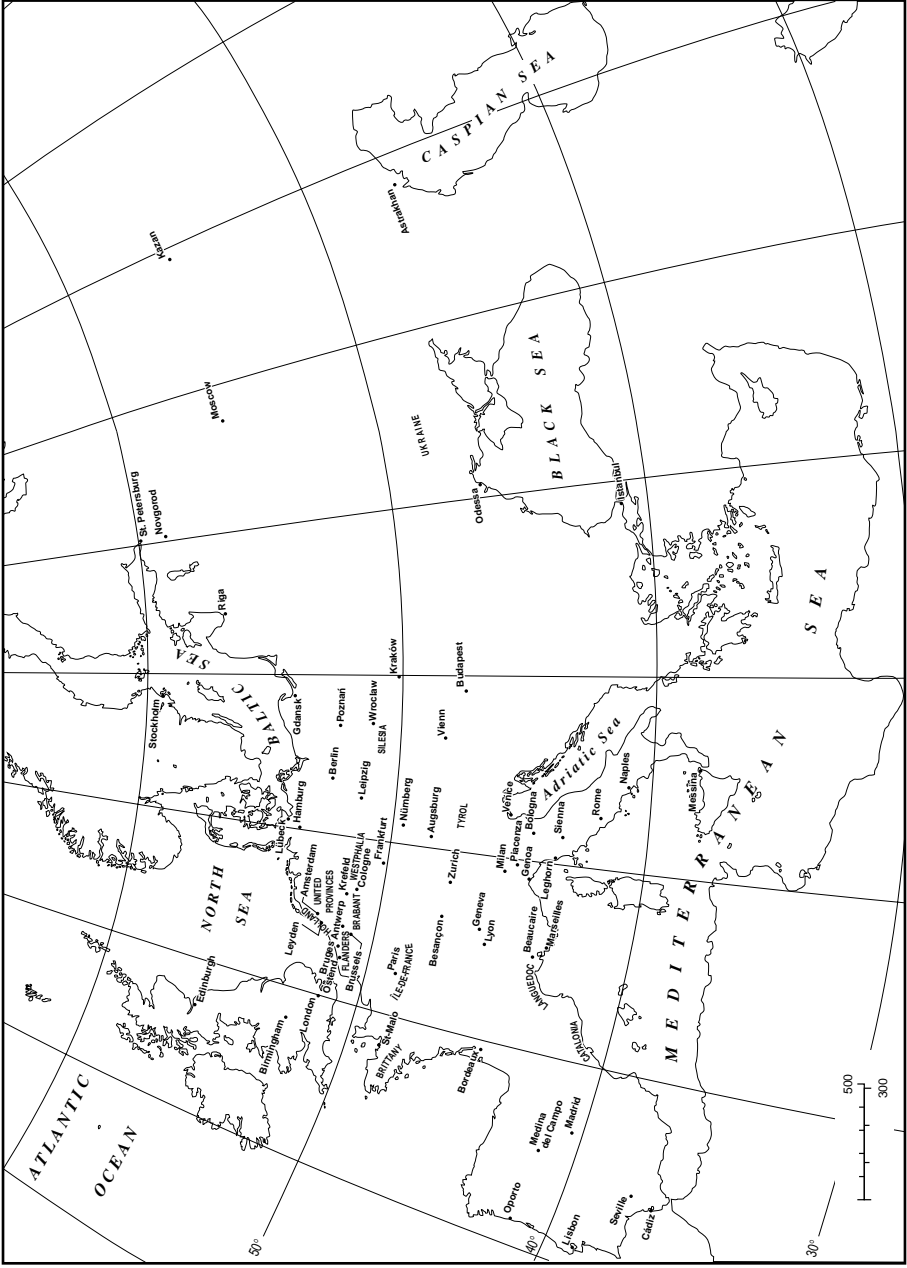 ATLANTIC
OCEAN
NORTH
SEA
BALTIC
SEA
Edinburgh
Birmingham
London
Stockholm
St. Petersburg
Novgorod
Riga
Moscow
Kazan
Astrakhan
CASPIAN SEA
Lübeck
Hamburg
Gdansk
Berlin
Poznań
Leipzig
Wrocław
SILESIA
Kraków
Amsterdam
UNITED
PROVINCES
HOLLAND
Leyden
Krefeld
WESTPHALIA
Cologne
Antwerp
BRABANT
Bruges
Ostend
FLANDERS
Brussels
Frankfurt
Nürnberg
Augsburg
TYROL
Vienn
Budapest
UKRAINE
Odessa
BLACK SEA
Istanbul
St-Malo
BRITTANY
Paris
ÎLE-DE-FRANCE
Besançon
Zurich
Geneva
Lyon
Bordeaux
Beaucaire
Marseilles
LANGUEDOC
CATALONIA
Milan
Piacenza
Genoa
Leghorn
Venice
Bologna
Sienna
Rome
Naples
Messina
Adriatic Sea
MEDITERRANEAN
SEA
Oporto
Medina
del Campo
Madrid
Lisbon
Seville
Cádiz
50°
40°
30°
500
300